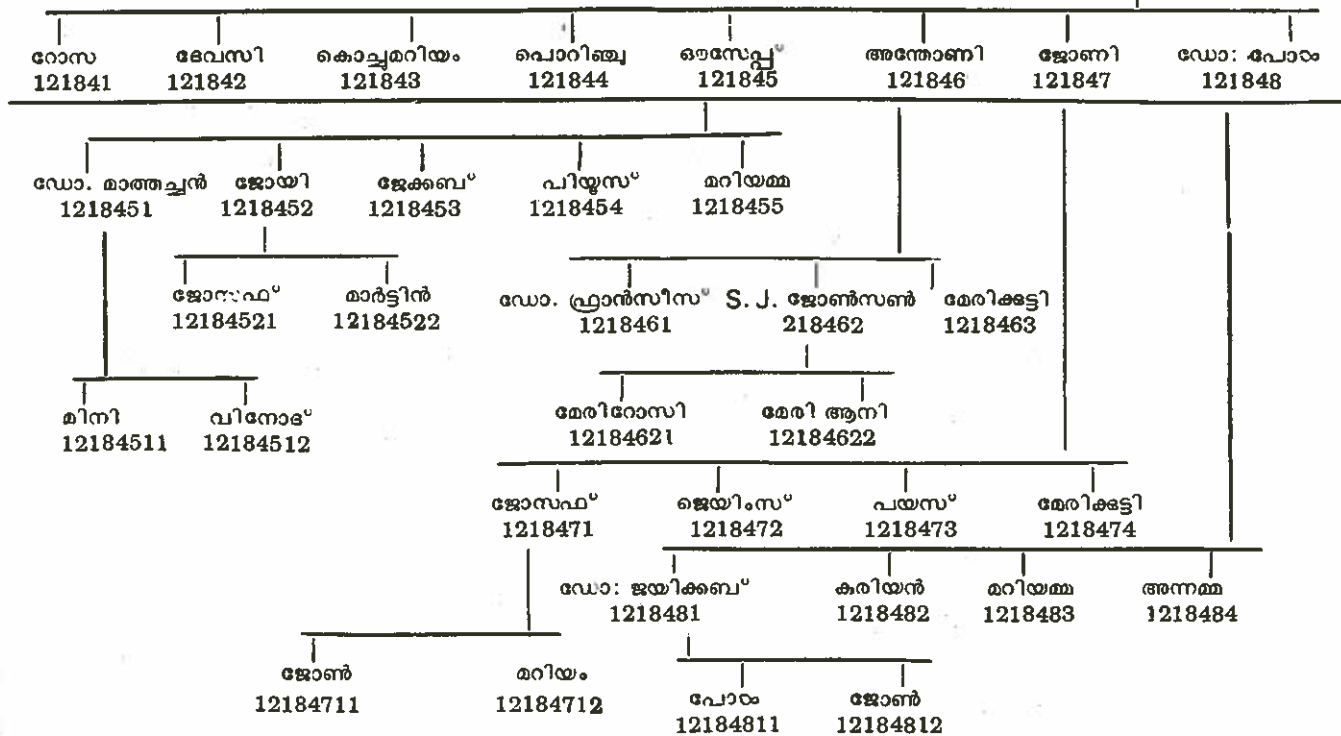 റോസ ദേവസി കൊച്ചുമറിയം പൊറിഞ്ചു ഔസേപ്പ് അന്തോണി ജോണി ഡോ: പോൾ
121841 121842 121843 121844 121845 121846 121847 121848
ഡോ. മാത്തച്ചൻ ജോയി ജേക്കബ് പിയൂസ് മറിയമ്മ
1218451 1218452 1218453 1218454 1218455
ജോസഫ് മാർട്ടിൻ ഡോ. ഫ്രാൻസീസ് S. J. ജോൺസൺ മേരിക്കുട്ടി
12184521 12184522 1218461 218462 1218463
മിനി വിനോദ് മേരിറോസി മേരി ആനി
12184511 12184512 12184621 12184622
ജോസഫ് ജെയിംസ് പയസ് മേരിക്കുട്ടി
1218471 1218472 1218473 1218474
ഡോ: ജയിക്കബ് കുരിയൻ മറിയമ്മ അന്നമ്മ
1218481 1218482 1218483 1218484
ജോൺ മറിയം പോൾ ജോൺ
12184711 12184712 12184811 12184812